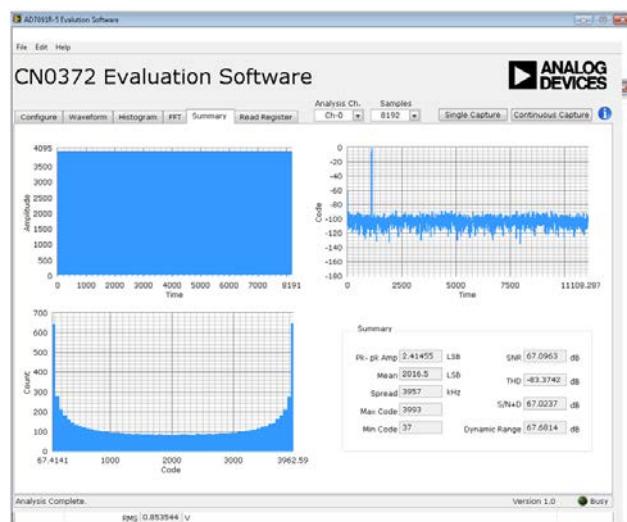 AD7091R-5 Evalution Software
File Edit Help
CN0372 Evaluation Software
ANALOG
DEVICES
Analysis Ch. Samples
Configure Waveform Histogram FFT Summary Read Register Ch-0 8192 Single Capture Continuous Capture i
4095
3500
3000
2500
2000
1500
1000
500
0
Amplitude
0 1000 2000 3000 4000 5000 6000 7000 8191
Time
0
-20
-40
-60
-80
-100
-120
-140
-160
-180
Code
0 2500 5000 7500 11109.297
Time
700
600
500
400
300
200
100
0
Count
67.4141 1000 2000 3000 3962.59
Code
Summary
Pk-pk Amp 2.41455 LSB SNR 67.0963 dB
Mean 2016.5 LSB THD -83.3742 dB
Spread 3957 kHz S/N+D 67.0237 dB
Max Code 3993
Min Code 37 Dynamic Range 67.6814 dB
Analysis Complete. Version 1.0 Busy
RMS 0.853544 V